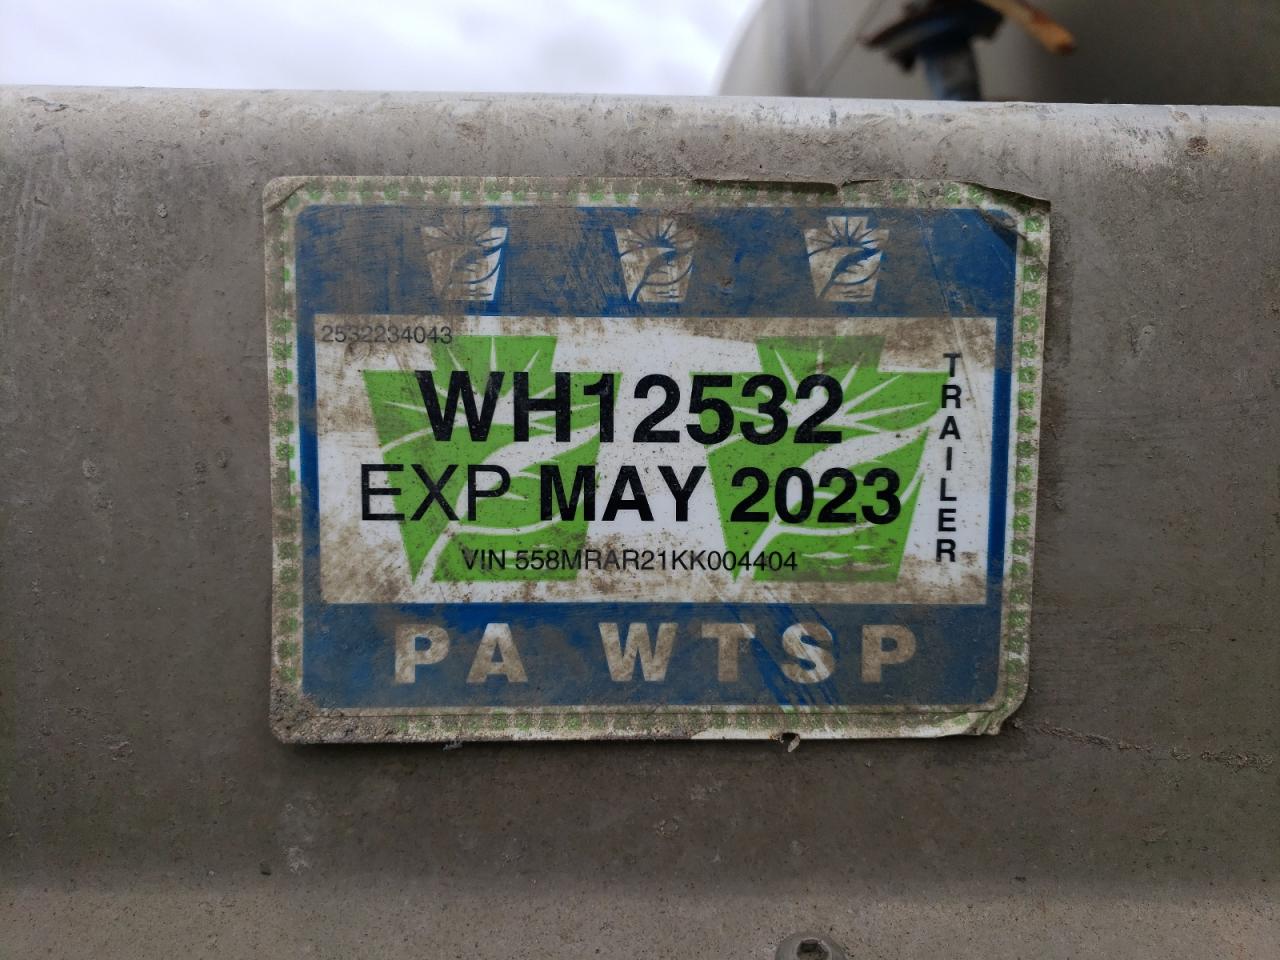 2532234043
WH12532
EXP MAY 2023
VIN 558MRAR21KK004404
TRAILER
PA WTSP